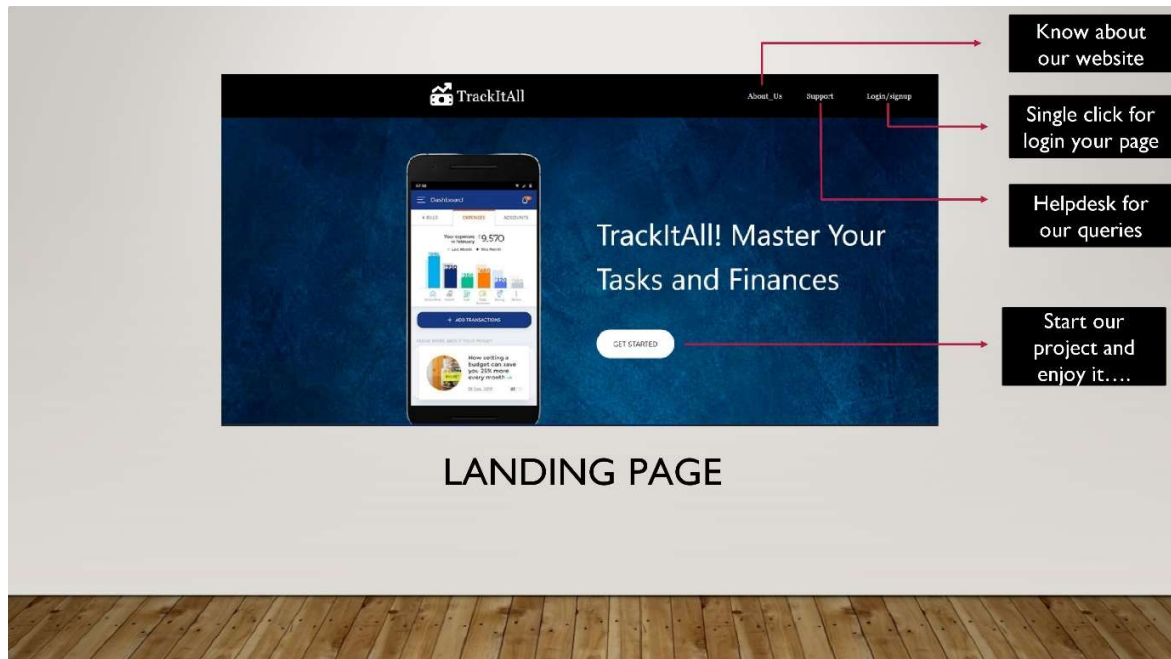 Know about
our website
TrackItAll
About_Us
Support
Login/signup
Single click for
login your page
Helpdesk for
our queries
Dashboard
EXPENSES
ACCOUNTS
Your expenses
in february
9,570
TrackItAll! Master Your
Tasks and Finances
+ ADD TRANSACTIONS
GET STARTED
How setting a
budget can save
you 25% more
every month
Start our
project and
enjoy it....
LANDING PAGE